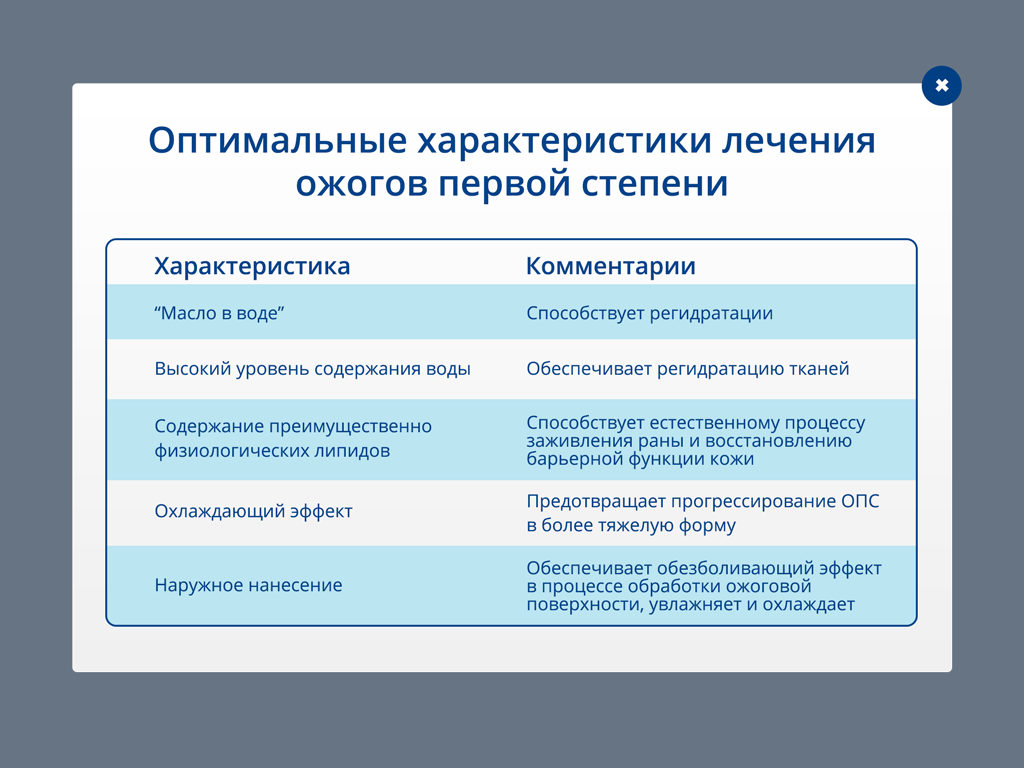 Оптимальные характеристики лечения
ожогов первой степени
Характеристика
Комментарии
“Масло в воде”
Способствует регидратации
Высокий уровень содержания воды
Обеспечивает регидратацию тканей
Содержание преимущественно
физиологических липидов
Способствует естественному процессу
заживления раны и восстановлению
барьерной функции кожи
Охлаждающий эффект
Предотвращает прогрессирование ОПС
в более тяжелую форму
Наружное нанесение
Обеспечивает обезболивающий эффект
в процессе обработки ожоговой
поверхности, увлажняет и охлаждает